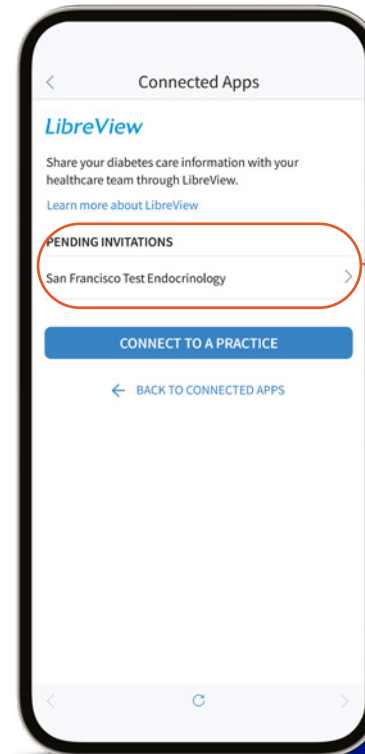 Connected Apps
LibreView
Share your diabetes care information with your
healthcare team through LibreView.
Learn more about LibreView
PENDING INVITATIONS
San Francisco Test Endocrinology
CONNECT TO A PRACTICE
BACK TO CONNECTED APPS